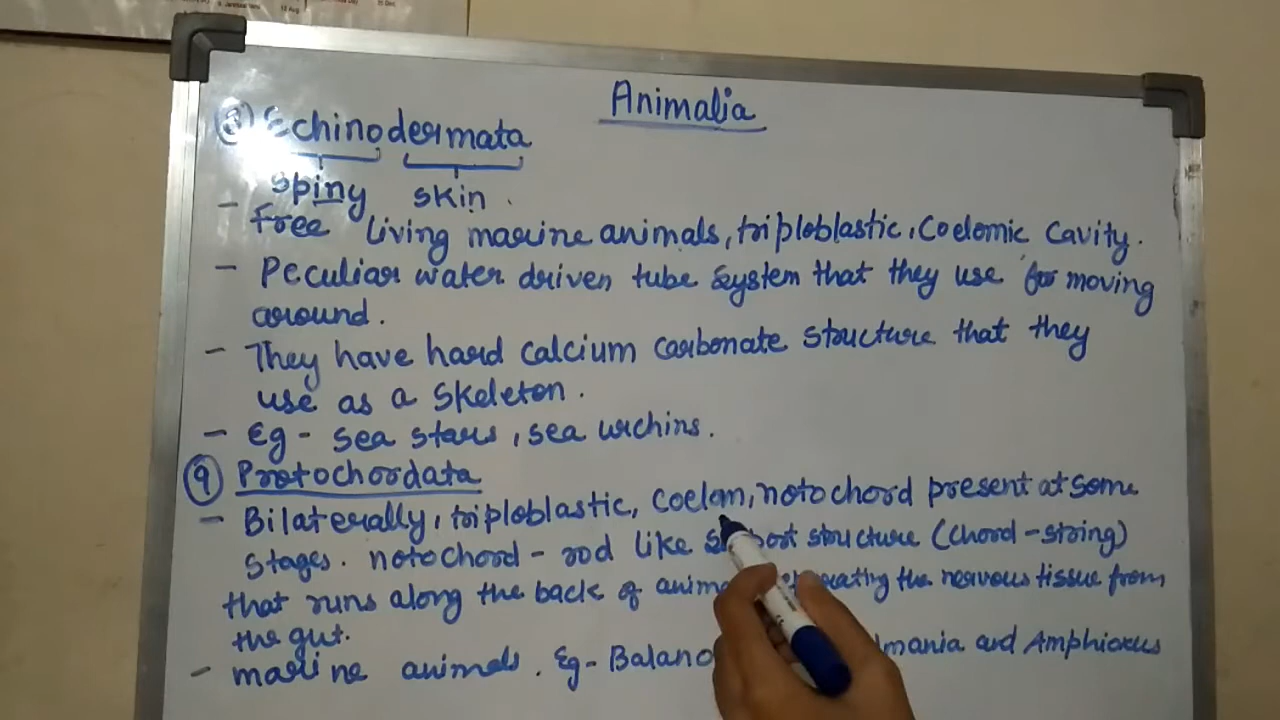 Animalia
⑧ Echinodermata
spiny skin.
- Free living marine animals, triploblastic, Coelomic Cavity.
- Peculiar water driven tube system that they use for moving
around.
- They have hard calcium carbonate structure that they
use as a skeleton.
- Eg - sea stars, sea urchins.
⑨ Protochordata
- Bilaterally, triploblastic, coelom, notochord present at some
stages. notochord - rod like structure (chord - string)
that runs along the back of the nervous tissue from
the gut.
- marine animals. Eg - and Amphioxus